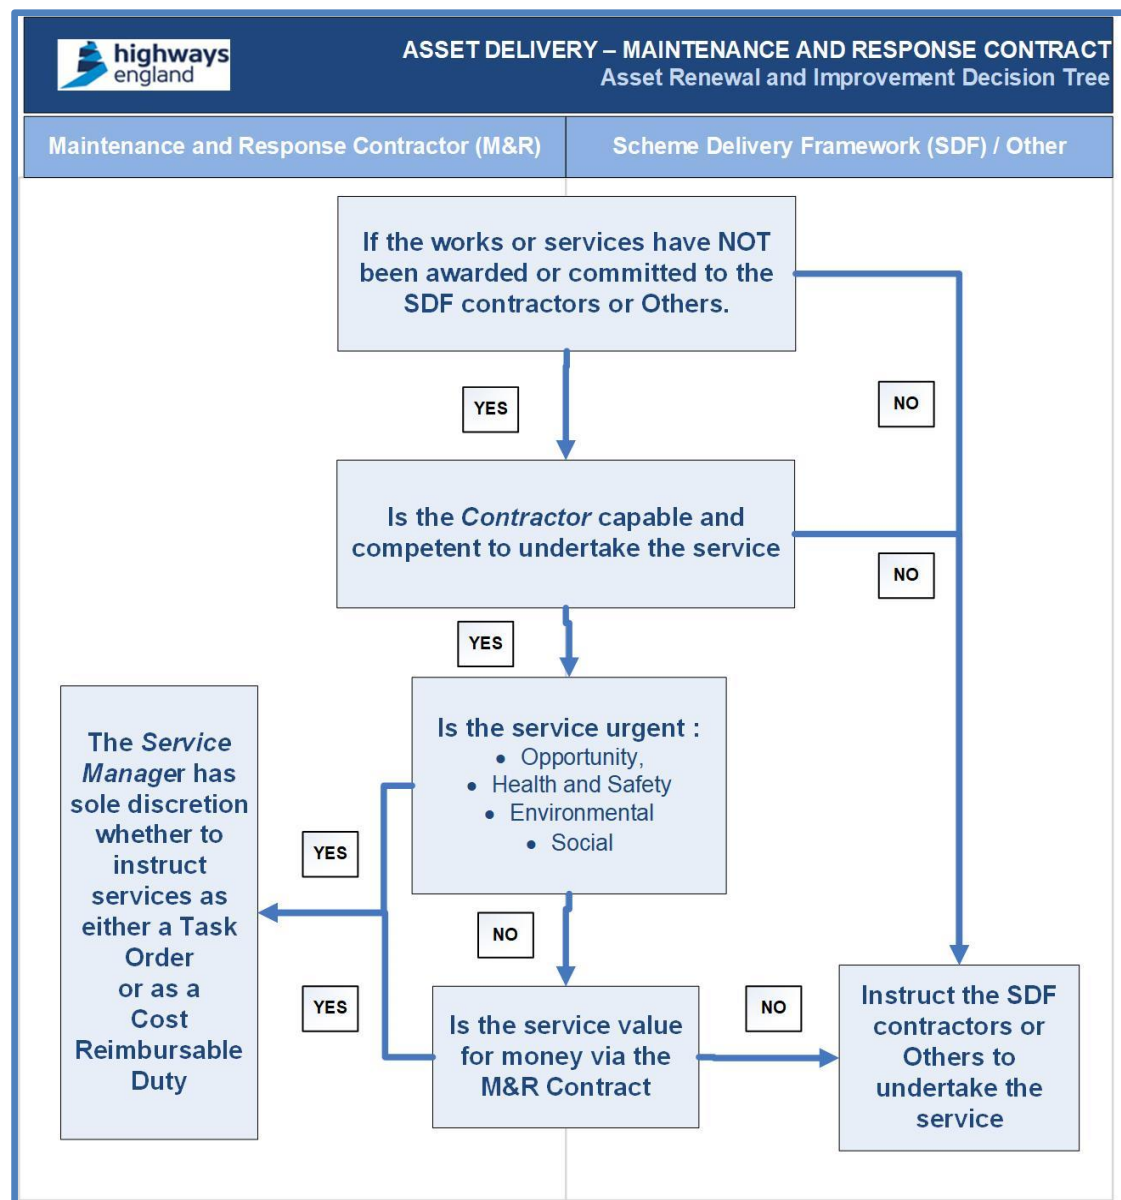 highways
england
ASSET DELIVERY – MAINTENANCE AND RESPONSE CONTRACT
Asset Renewal and Improvement Decision Tree
Maintenance and Response Contractor (M&R)
Scheme Delivery Framework (SDF) / Other
If the works or services have NOT
been awarded or committed to the
SDF contractors or Others.
YES
NO
Is the Contractor capable and
competent to undertake the service
NO
YES
Is the service urgent :
• Opportunity,
• Health and Safety
• Environmental
• Social
The Service
Manager has
sole discretion
whether to
instruct
services as
either a Task
Order
or as a
Cost
Reimbursable
Duty
YES
NO
YES
Is the service value
for money via the
M&R Contract
NO
Instruct the SDF
contractors or
Others to
undertake the
service